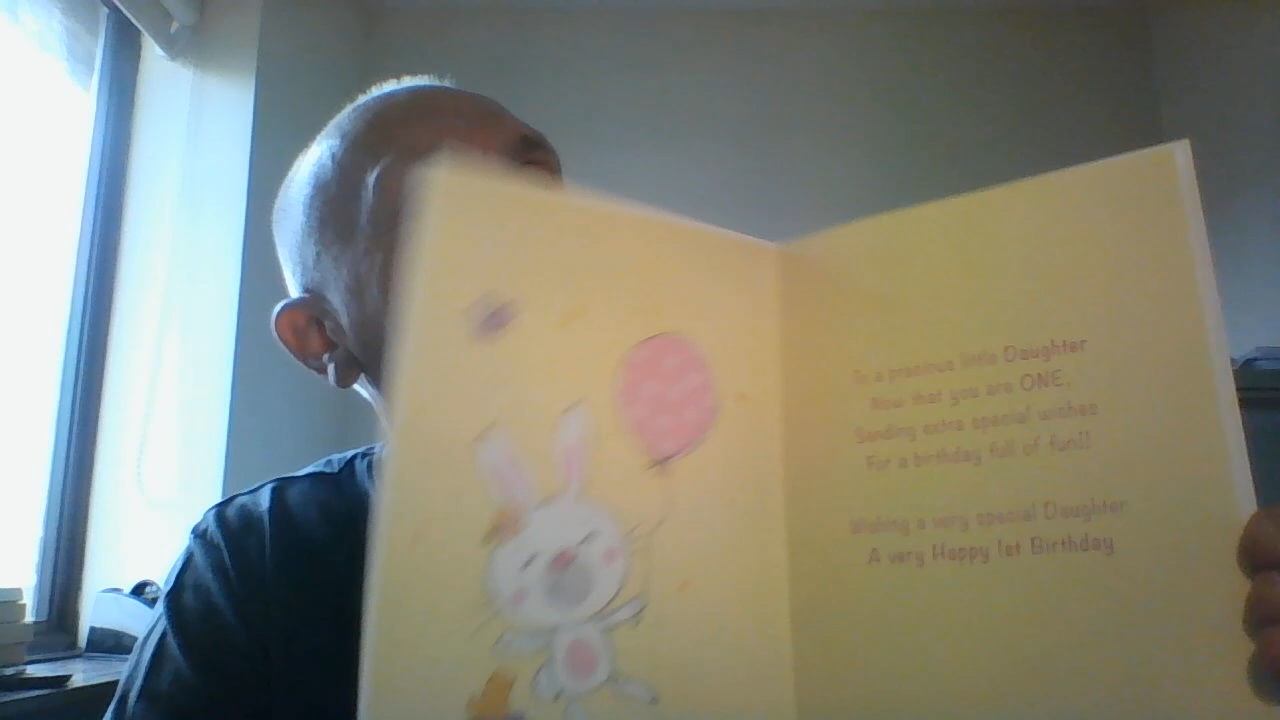 To a precious little Daughter
Now that you are ONE,
Sending extra special wishes
For a birthday full of fun!!
Wishing a very special Daughter
A very Happy 1st Birthday